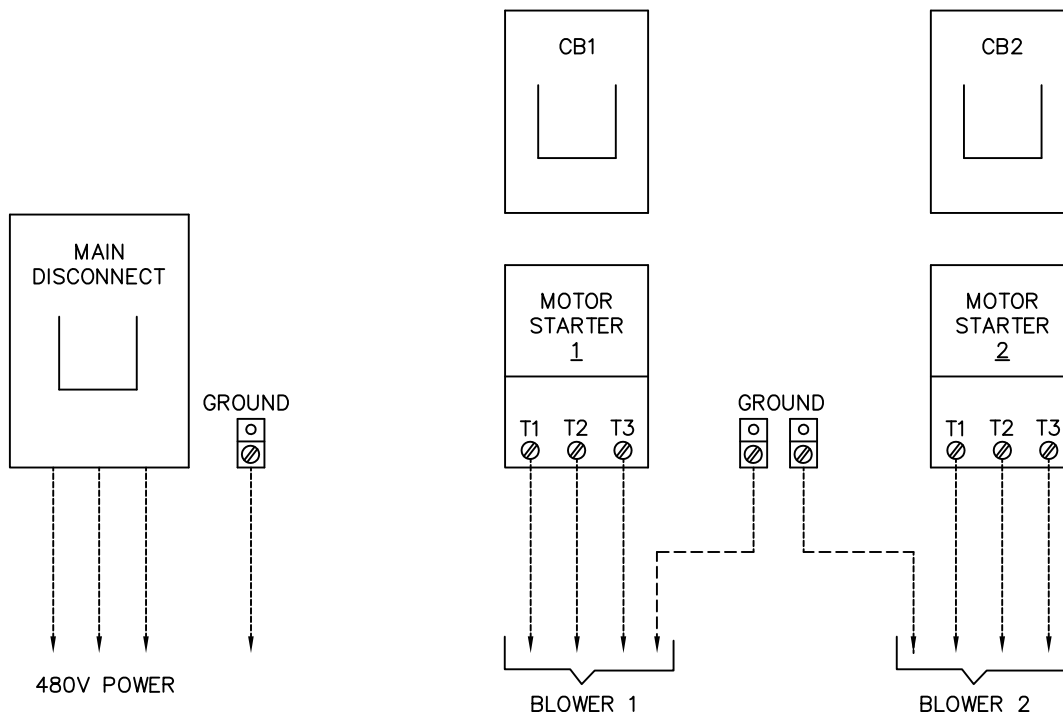 CB1
CB2
MAIN
DISCONNECT
MOTOR
STARTER
1
MOTOR
STARTER
2
GROUND
GROUND
T1 T2 T3
T1 T2 T3
480V POWER
BLOWER 1
BLOWER 2